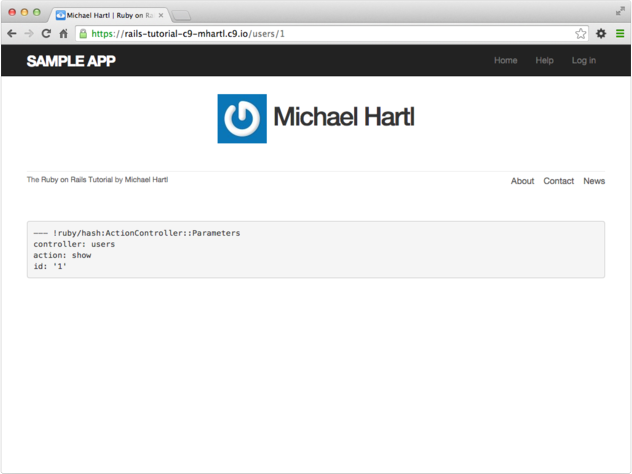 Michael Hartl | Ruby on Ra
https://rails-tutorial-c9-mhartl.c9.io/users/1
SAMPLE APP Home Help Log in
Michael Hartl
The Ruby on Rails Tutorial by Michael Hartl About Contact News
--- !ruby/hash:ActionController::Parameters
controller: users
action: show
id: '1'